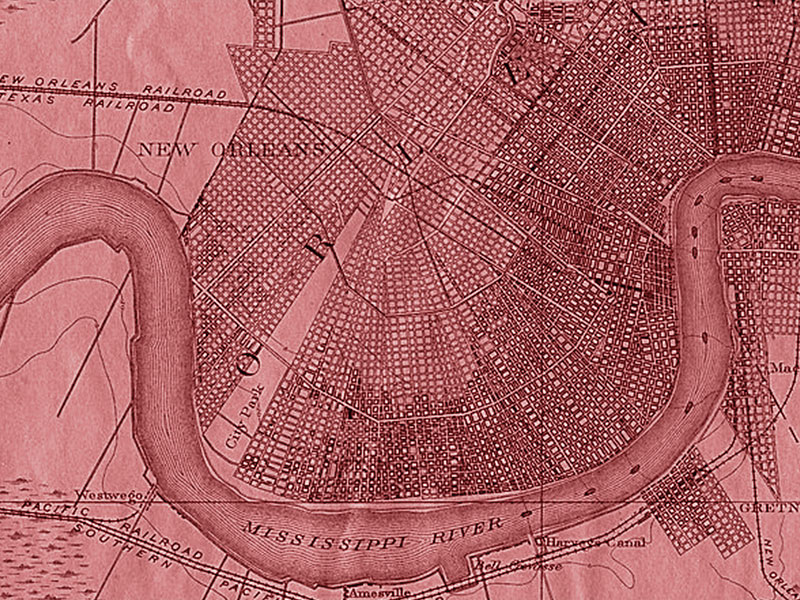 NEW ORLEANS RAILROAD
TEXAS RAILROAD
NEW ORLEANS
O R L E
City Park
Mac
Westwego
PACIFIC RAILROAD
SOUTHERN PACIFIC
MISSISSIPPI RIVER
GRETN
Harveys Canal
Amesville
NEW ORLEA